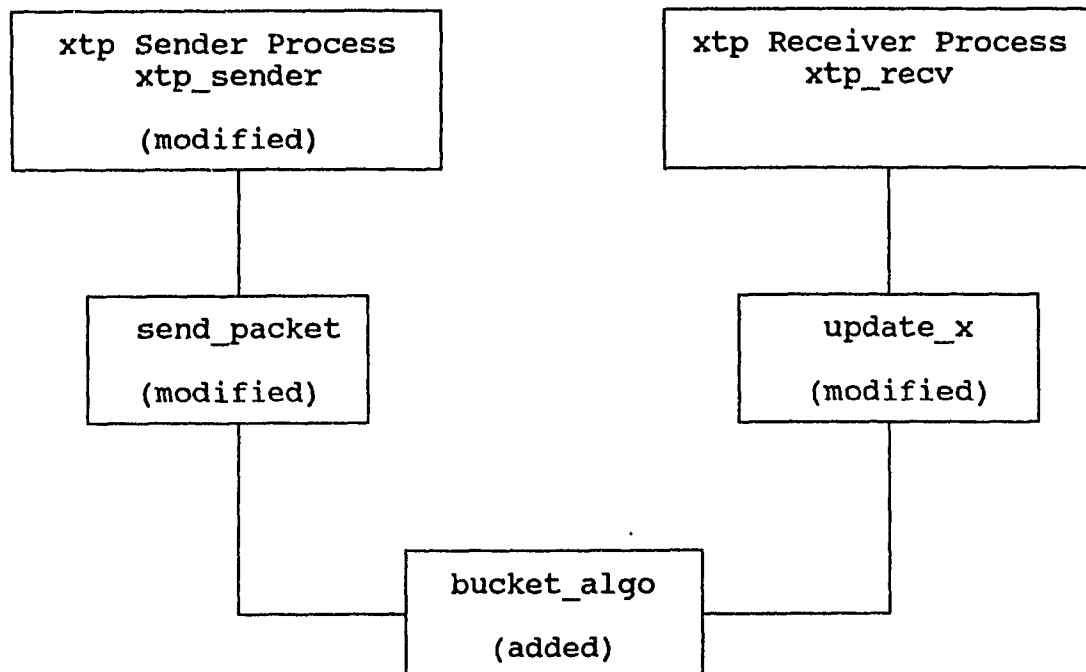 xtp Sender Process
xtp_sender
(modified)
xtp Receiver Process
xtp_recv
send_packet
(modified)
update_x
(modified)
bucket_algo
(added)